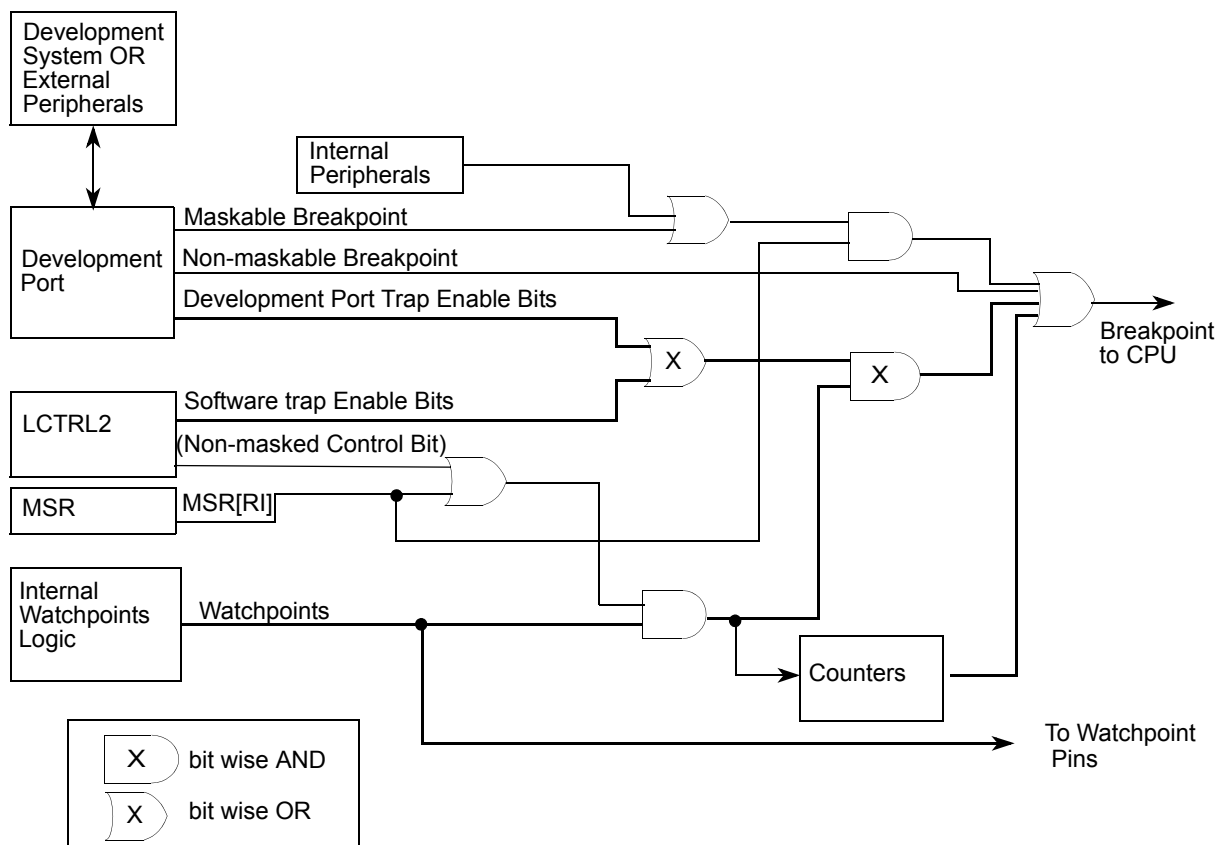 Development
System OR
External
Peripherals
Internal
Peripherals
Maskable Breakpoint
Development
Port
Non-maskable Breakpoint
Development Port Trap Enable Bits
Breakpoint
to CPU
X
X
LCTRL2
Software trap Enable Bits
(Non-masked Control Bit)
MSR
MSR[RI]
Internal
Watchpoints
Logic
Watchpoints
Counters
To Watchpoint
Pins
X bit wise AND
X bit wise OR